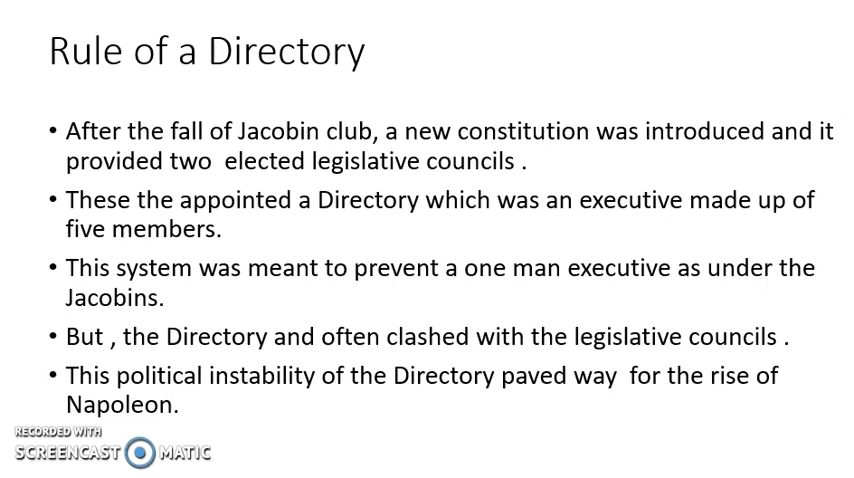 Rule of a Directory
• After the fall of Jacobin club, a new constitution was introduced and it
provided two  elected legislative councils .
• These the appointed a Directory which was an executive made up of
five members.
• This system was meant to prevent a one man executive as under the
Jacobins.
• But , the Directory and often clashed with the legislative councils .
• This political instability of the Directory paved way  for the rise of
Napoleon.
RECORDED WITH
SCREENCAST MATIC